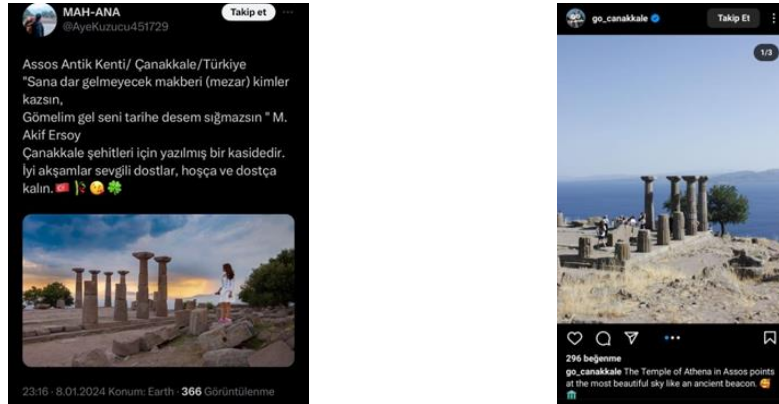 MAH-ANA
@AyeKuzucu451729
Takip et
Assos Antik Kenti/ Çanakkale/Türkiye
"Sana dar gelmeyecek makberi (mezar) kimler
kazsın,
Gömelim gel seni tarihe desem sığmazsın " M.
Akif Ersoy
Çanakkale şehitleri için yazılmış bir kasidedir.
İyi akşamlar sevgili dostlar, hoşça ve dostça
kalın.
23:16 · 8.01.2024 Konum: Earth · 366 Görüntülenme
go_canakkale
Takip Et
1/3
296 beğenme
go_canakkale The Temple of Athena in Assos points
at the most beautiful sky like an ancient beacon.